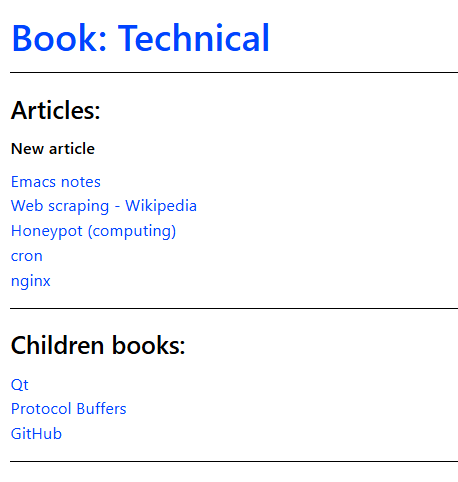 Book: Technical
Articles:
New article
Emacs notes
Web scraping - Wikipedia
Honeypot (computing)
cron
nginx
Children books:
Qt
Protocol Buffers
GitHub